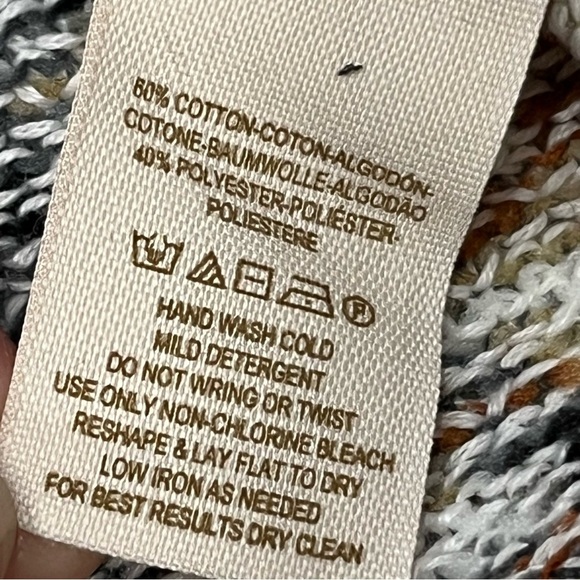 60% COTTON-COTON-ALGODÓN-
COTONE-BAUMWOLLE-ALGODÃO
40% POLYESTER-POLIÉSTER-
POLIESTERE
P
HAND WASH COLD
MILD DETERGENT
DO NOT WRING OR TWIST
USE ONLY NON-CHLORINE BLEACH
RESHAPE & LAY FLAT TO DRY
LOW IRON AS NEEDED
FOR BEST RESULTS DRY CLEAN